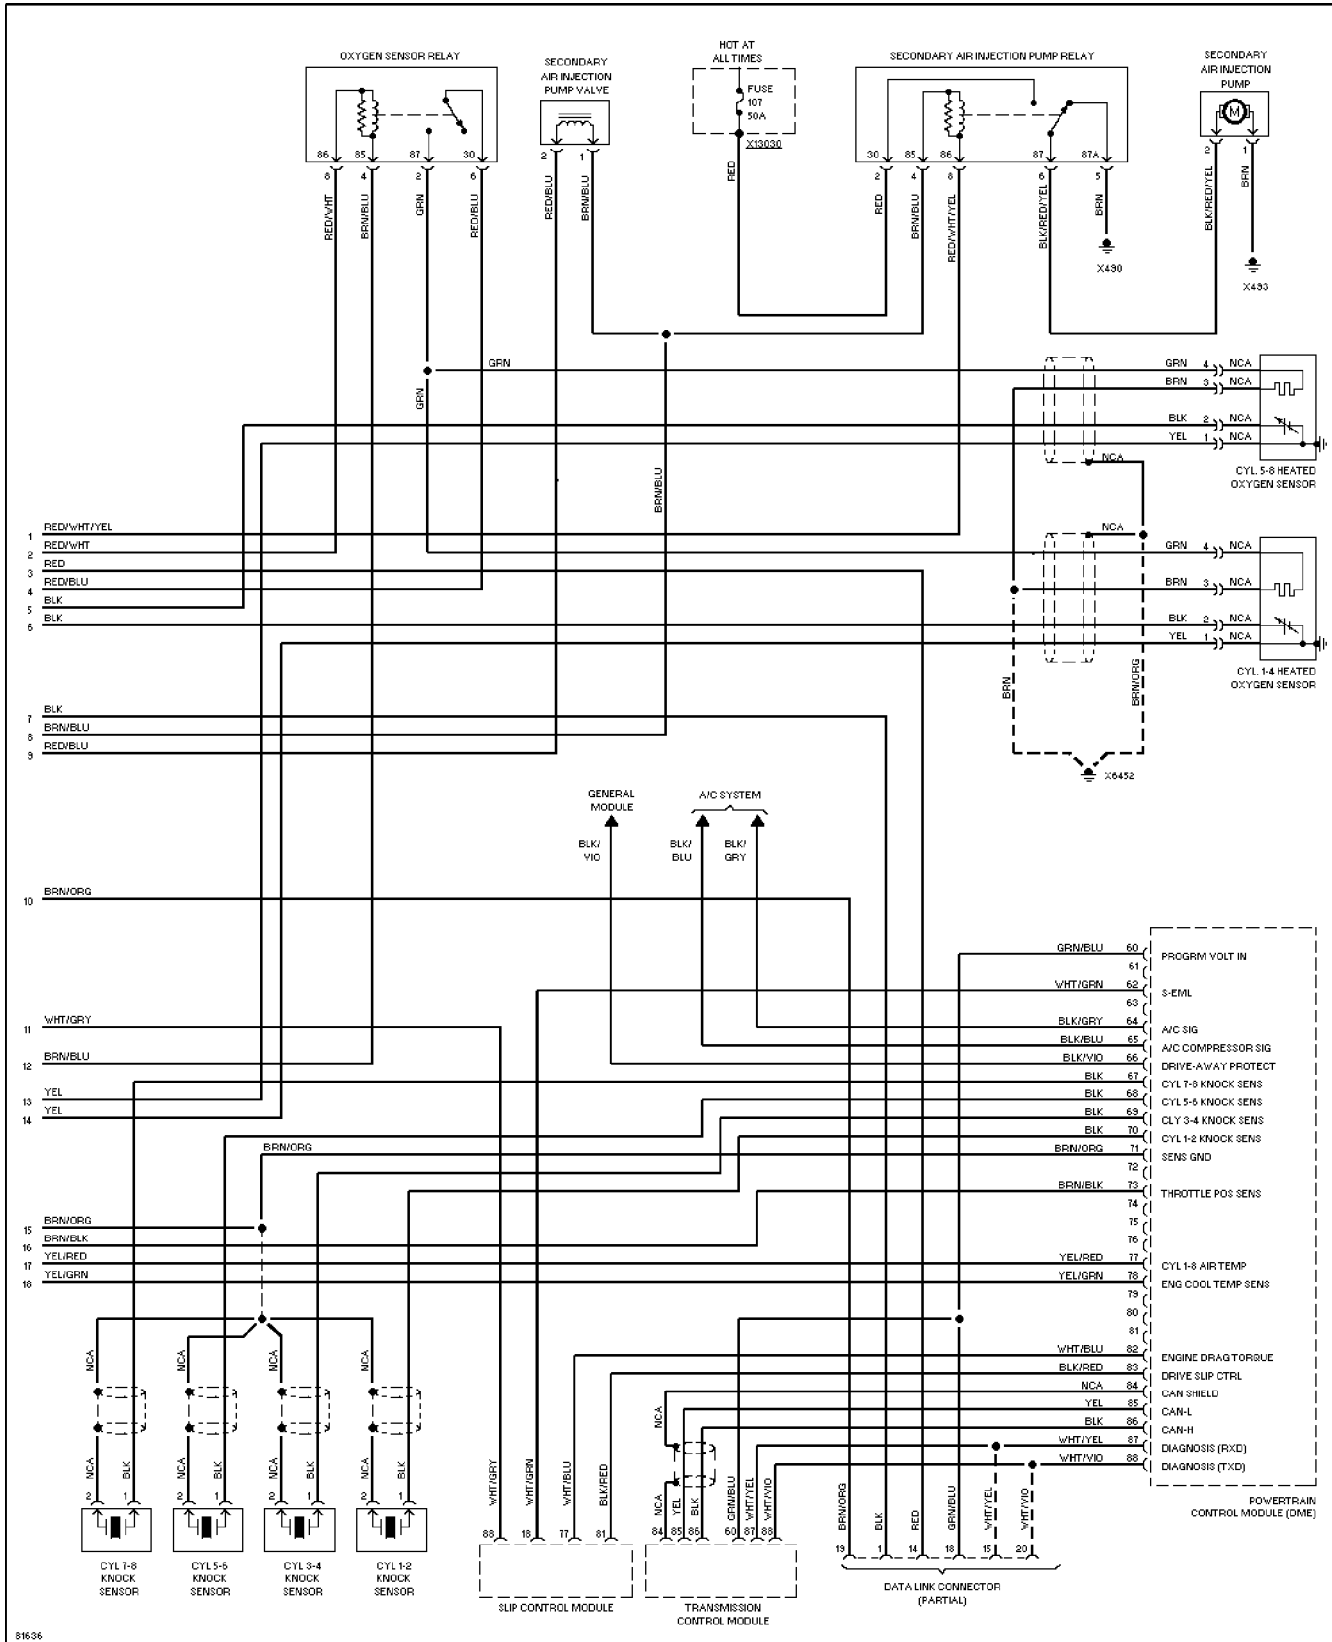 OXYGEN SENSOR RELAY
SECONDARY
AIR INJECTION
PUMP VALVE
HOT AT
ALL TIMES
SECONDARY AIR INJECTION PUMP RELAY
SECONDARY
AIR INJECTION
PUMP
FUSE
107
50A
X13030
M
86 85 87 30
8 4 2 6
2 1
30 85 86 87 87A
2 4 8 6 5
2 1
RED/WHT
BRN/BLU
GRN
RED/BLU
RED/BLU
BRN/BLU
RED
RED
BRN/BLU
RED/WHT/YEL
BLK/RED/YEL
BRN
BLK/RED/YEL
BRN
X490
X493
GRN
GRN
BRN/BLU
GRN 4 NCA
BRN 3 NCA
BLK 2 NCA
YEL 1 NCA
NCA
CYL 5-8 HEATED
OXYGEN SENSOR
NCA
GRN 4 NCA
BRN 3 NCA
BLK 2 NCA
YEL 1 NCA
CYL 1-4 HEATED
OXYGEN SENSOR
BRN
BRN/ORG
X6452
1 RED/WHT/YEL
2 RED/WHT
3 RED
4 RED/BLU
5 BLK
6 BLK
7 BLK
8 BRN/BLU
9 RED/BLU
GENERAL
MODULE
A/C SYSTEM
BLK/
VIO
BLK/
BLU
BLK/
GRY
10 BRN/ORG
11 WHT/GRY
12 BRN/BLU
13 YEL
14 YEL
BRN/ORG
15 BRN/ORG
16 BRN/BLK
17 YEL/RED
18 YEL/GRN
GRN/BLU 60 PROGRM VOLT IN
61
WHT/GRN 62 S-EML
63
BLK/GRY 64 A/C SIG
BLK/BLU 65 A/C COMPRESSOR SIG
BLK/VIO 66 DRIVE-AWAY PROTECT
BLK 67 CYL 7-8 KNOCK SENS
BLK 68 CYL 5-6 KNOCK SENS
BLK 69 CLY 3-4 KNOCK SENS
BLK 70 CYL 1-2 KNOCK SENS
BRN/ORG 71 SENS GND
72
BRN/BLK 73 THROTTLE POS SENS
74
75
76
YEL/RED 77 CYL 1-8 AIR TEMP
YEL/GRN 78 ENG COOL TEMP SENS
79
80
81
WHT/BLU 82 ENGINE DRAG TORQUE
BLK/RED 83 DRIVE SLIP CTRL
NCA 84 CAN SHIELD
YEL 85 CAN-L
BLK 86 CAN-H
WHT/YEL 87 DIAGNOSIS (RXD)
WHT/VIO 88 DIAGNOSIS (TXD)
POWERTRAIN
CONTROL MODULE (DME)
NCA
NCA
NCA
NCA
NCA
NCA BLK
NCA BLK
NCA BLK
NCA BLK
2 1
2 1
2 1
2 1
CYL 7-8
KNOCK
SENSOR
CYL 5-6
KNOCK
SENSOR
CYL 3-4
KNOCK
SENSOR
CYL 1-2
KNOCK
SENSOR
WHT/GRY
WHT/GRN
WHT/BLU
BLK/RED
88 18 77 81
SLIP CONTROL MODULE
NCA
YEL
BLK
GRN/BLU
WHT/YEL
WHT/VIO
84 85 86 60 87 88
TRANSMISSION
CONTROL MODULE
BRN/ORG
BLK
RED
GRN/BLU
WHT/YEL
WHT/VIO
19 1 14 18 15 20
DATA LINK CONNECTOR
(PARTIAL)
81636